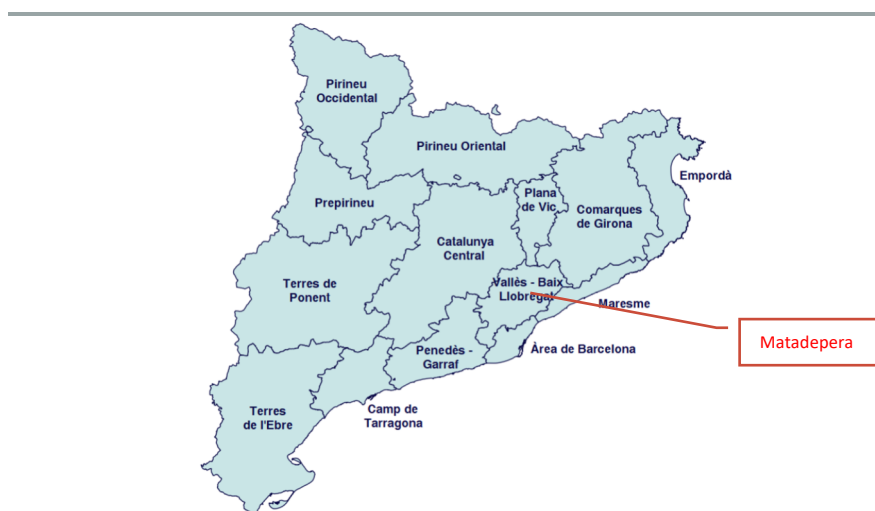 Pirineu
Occidental
Pirineu Oriental
Empordà
Plana
de Vic
Prepirineu
Comarques
de Girona
Catalunya
Central
Terres de
Ponent
Vallès - Baix
Llobregat
Maresme
Matadepera
Àrea de Barcelona
Penedès -
Garraf
Camp de
Tarragona
Terres
de l'Ebre